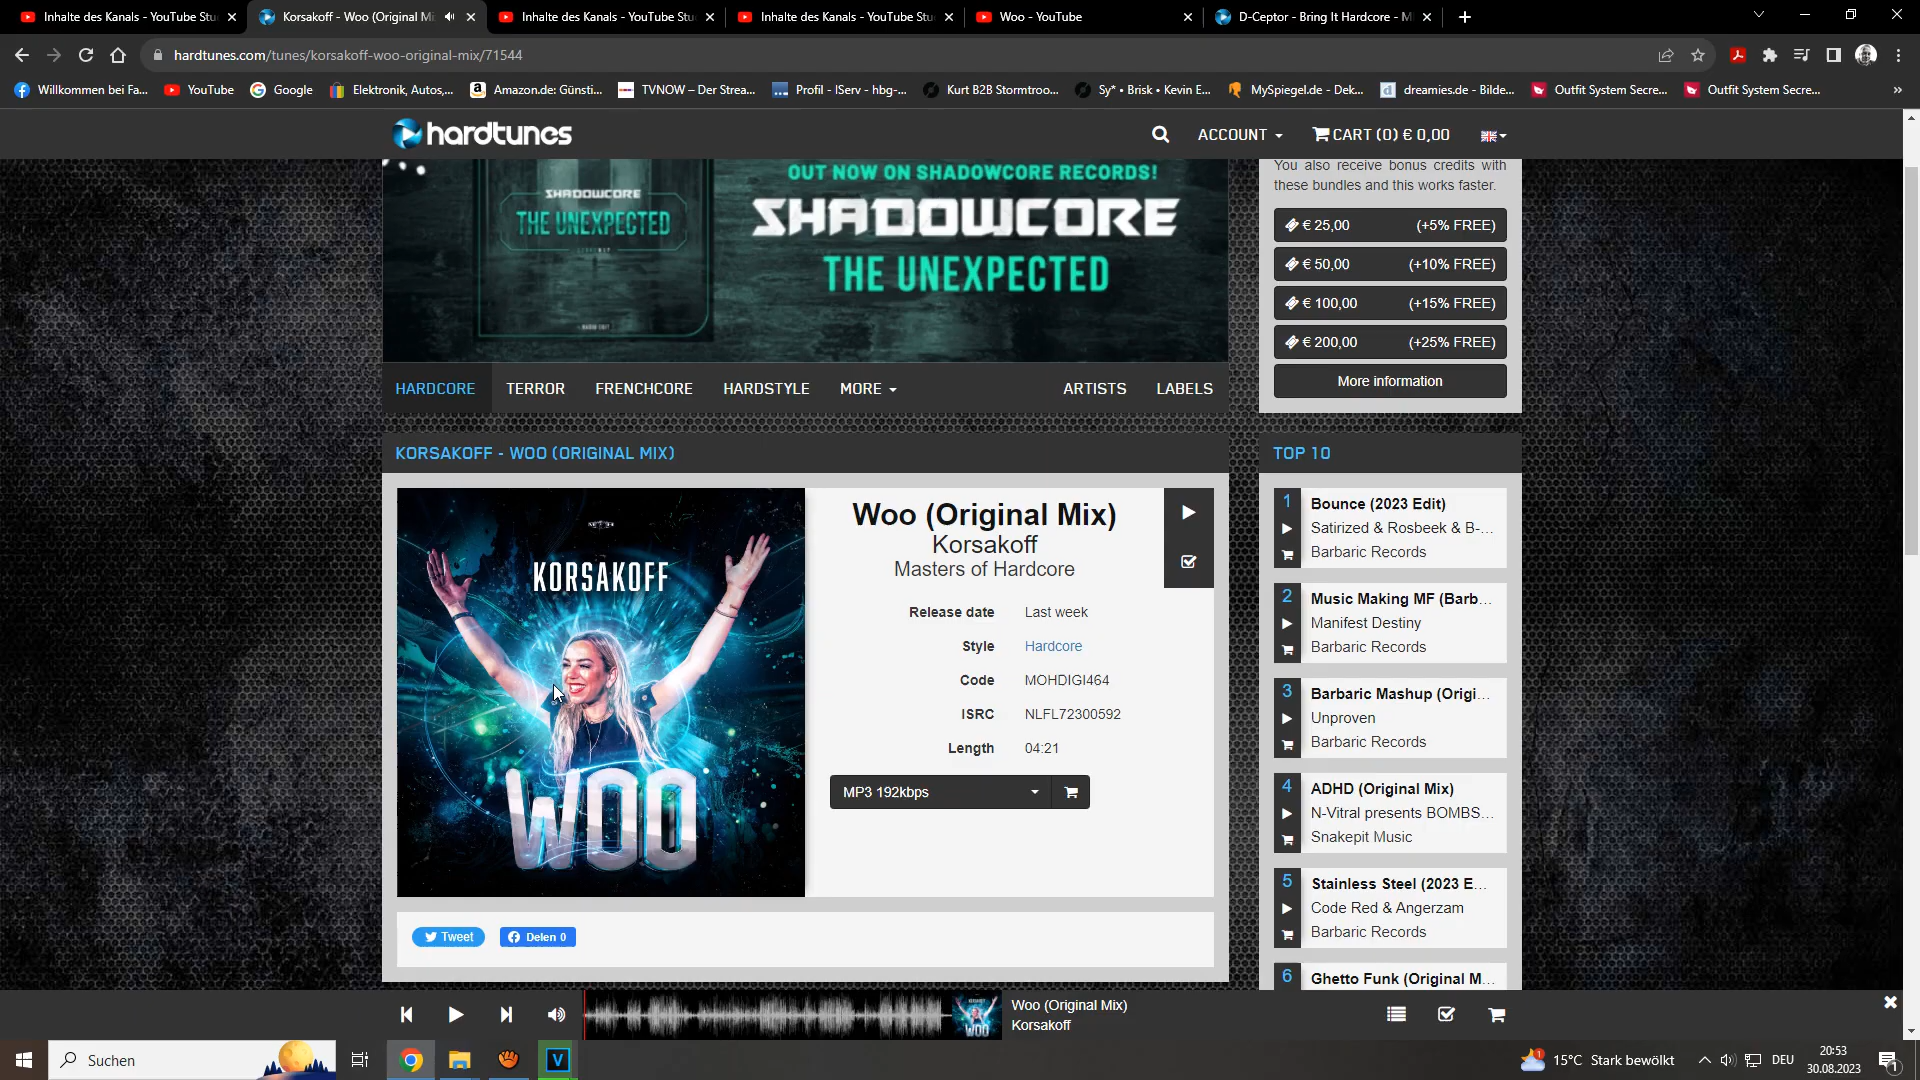 Inhalte des Kanals - YouTube Stu
Korsakoff - Woo (Original Mi
Inhalte des Kanals - YouTube Stu
Inhalte des Kanals - YouTube Stu
Woo - YouTube
D-Ceptor - Bring It Hardcore - M
hardtunes.com/tunes/korsakoff-woo-original-mix/71544
Willkommen bei Fa...
YouTube
Google
Elektronik, Autos,...
Amazon.de: Günsti...
TVNOW – Der Strea...
Profil - IServ - hbg-...
Kurt B2B Stormtroo...
Sy* • Brisk • Kevin E...
MySpiegel.de - Dek...
dreamies.de - Bilde...
Outfit System Secre...
Outfit System Secre...
»
hardtunes
ACCOUNT
CART (0) € 0,00
SHADOWCORE
THE UNEXPECTED
OUT NOW ON SHADOWCORE RECORDS!
SHADOWCORE
THE UNEXPECTED
You also receive bonus credits with
these bundles and this works faster.
€ 25,00 (+5% FREE)
€ 50,00 (+10% FREE)
€ 100,00 (+15% FREE)
€ 200,00 (+25% FREE)
More information
HARDCORE TERROR FRENCHCORE HARDSTYLE MORE ARTISTS LABELS
KORSAKOFF - WOO (ORIGINAL MIX)
KORSAKOFF
WOO
Woo (Original Mix)
Korsakoff
Masters of Hardcore
Release date Last week
Style Hardcore
Code MOHDIGI464
ISRC NLFL72300592
Length 04:21
MP3 192kbps
Tweet
Delen 0
TOP 10
1 Bounce (2023 Edit)
Satirized & Rosbeek & B-...
Barbaric Records
2 Music Making MF (Barb...
Manifest Destiny
Barbaric Records
3 Barbaric Mashup (Origi...
Unproven
Barbaric Records
4 ADHD (Original Mix)
N-Vitral presents BOMBS...
Snakepit Music
5 Stainless Steel (2023 E...
Code Red & Angerzam
Barbaric Records
6 Ghetto Funk (Original M...
WOO
Woo (Original Mix)
Korsakoff
Suchen
V
15°C Stark bewölkt
DEU
20:53
30.08.2023
1